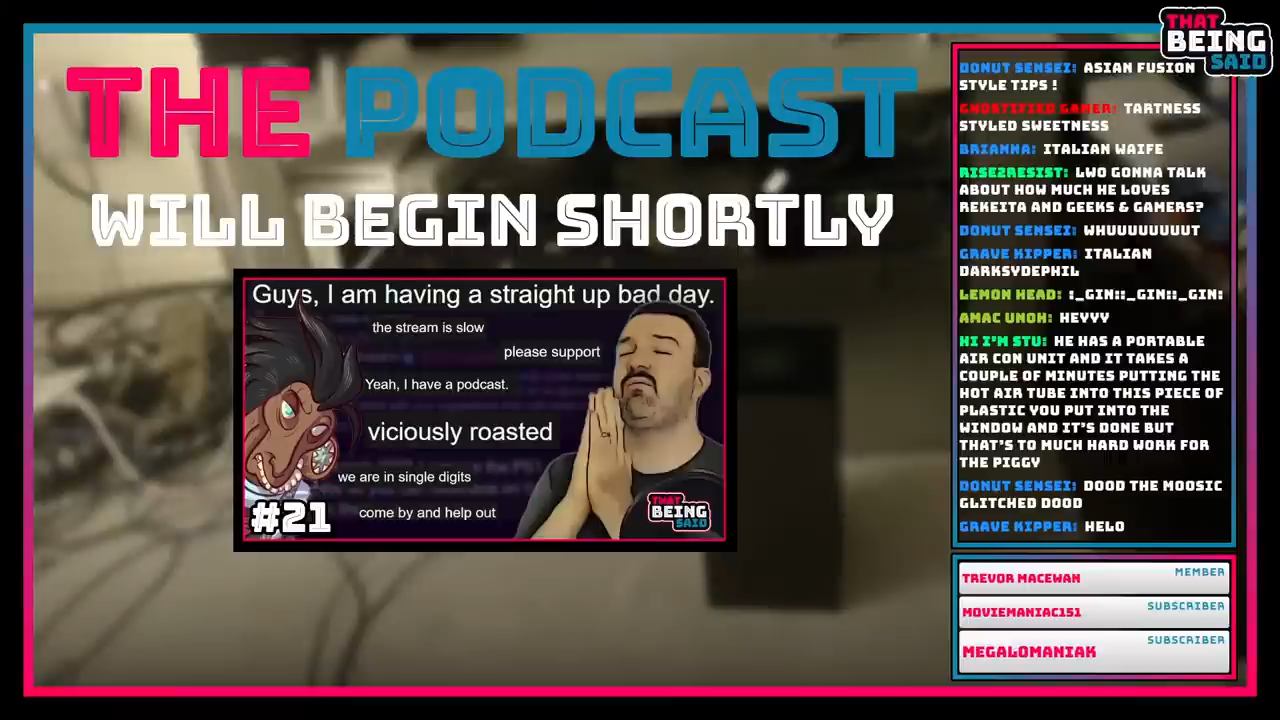 THAT
BEING
SAID
THE PODCAST
WILL BEGIN SHORTLY
Guys, I am having a straight up bad day.
the stream is slow
please support
Yeah, I have a podcast.
viciously roasted
we are in single digits
come by and help out
#21
THAT
BEING
SAID
DONUT SENSEI: ASIAN FUSION
STYLE TIPS !
GHOSTIFIED GAMER: TARTNESS
STYLED SWEETNESS
BRIANNA: ITALIAN WAIFE
RISE2RESIST: LWO GONNA TALK
ABOUT HOW MUCH HE LOVES
REKEITA AND GEEKS & GAMERS?
DONUT SENSEI: WHUUUUUUUUT
GRAVE KIPPER: ITALIAN
DARKSYDEPHIL
LEMON HEAD: :_GIN::_GIN::_GIN:
AMAC UNOH: HEYYY
HI I'M STU: HE HAS A PORTABLE
AIR CON UNIT AND IT TAKES A
COUPLE OF MINUTES PUTTING THE
HOT AIR TUBE INTO THIS PIECE OF
PLASTIC YOU PUT INTO THE
WINDOW AND IT'S DONE BUT
THAT'S TO MUCH HARD WORK FOR
THE PIGGY
DONUT SENSEI: DOOD THE MOOSIC
GLITCHED DOOD
GRAVE KIPPER: HELO
TREVOR MACEWAN MEMBER
MOVIEMANIAC151 SUBSCRIBER
MEGALOMANIAK SUBSCRIBER